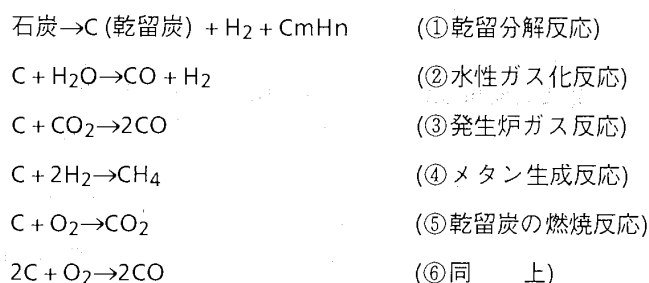 石炭→C (乾留炭) + H₂ + CmHn (①乾留分解反応)
C + H₂O→CO + H₂ (②水性ガス化反応)
C + CO₂→2CO (③発生炉ガス反応)
C + 2H₂→CH₄ (④メタン生成反応)
C + O₂→CO₂ (⑤乾留炭の燃焼反応)
2C + O₂→2CO (⑥同　　上)